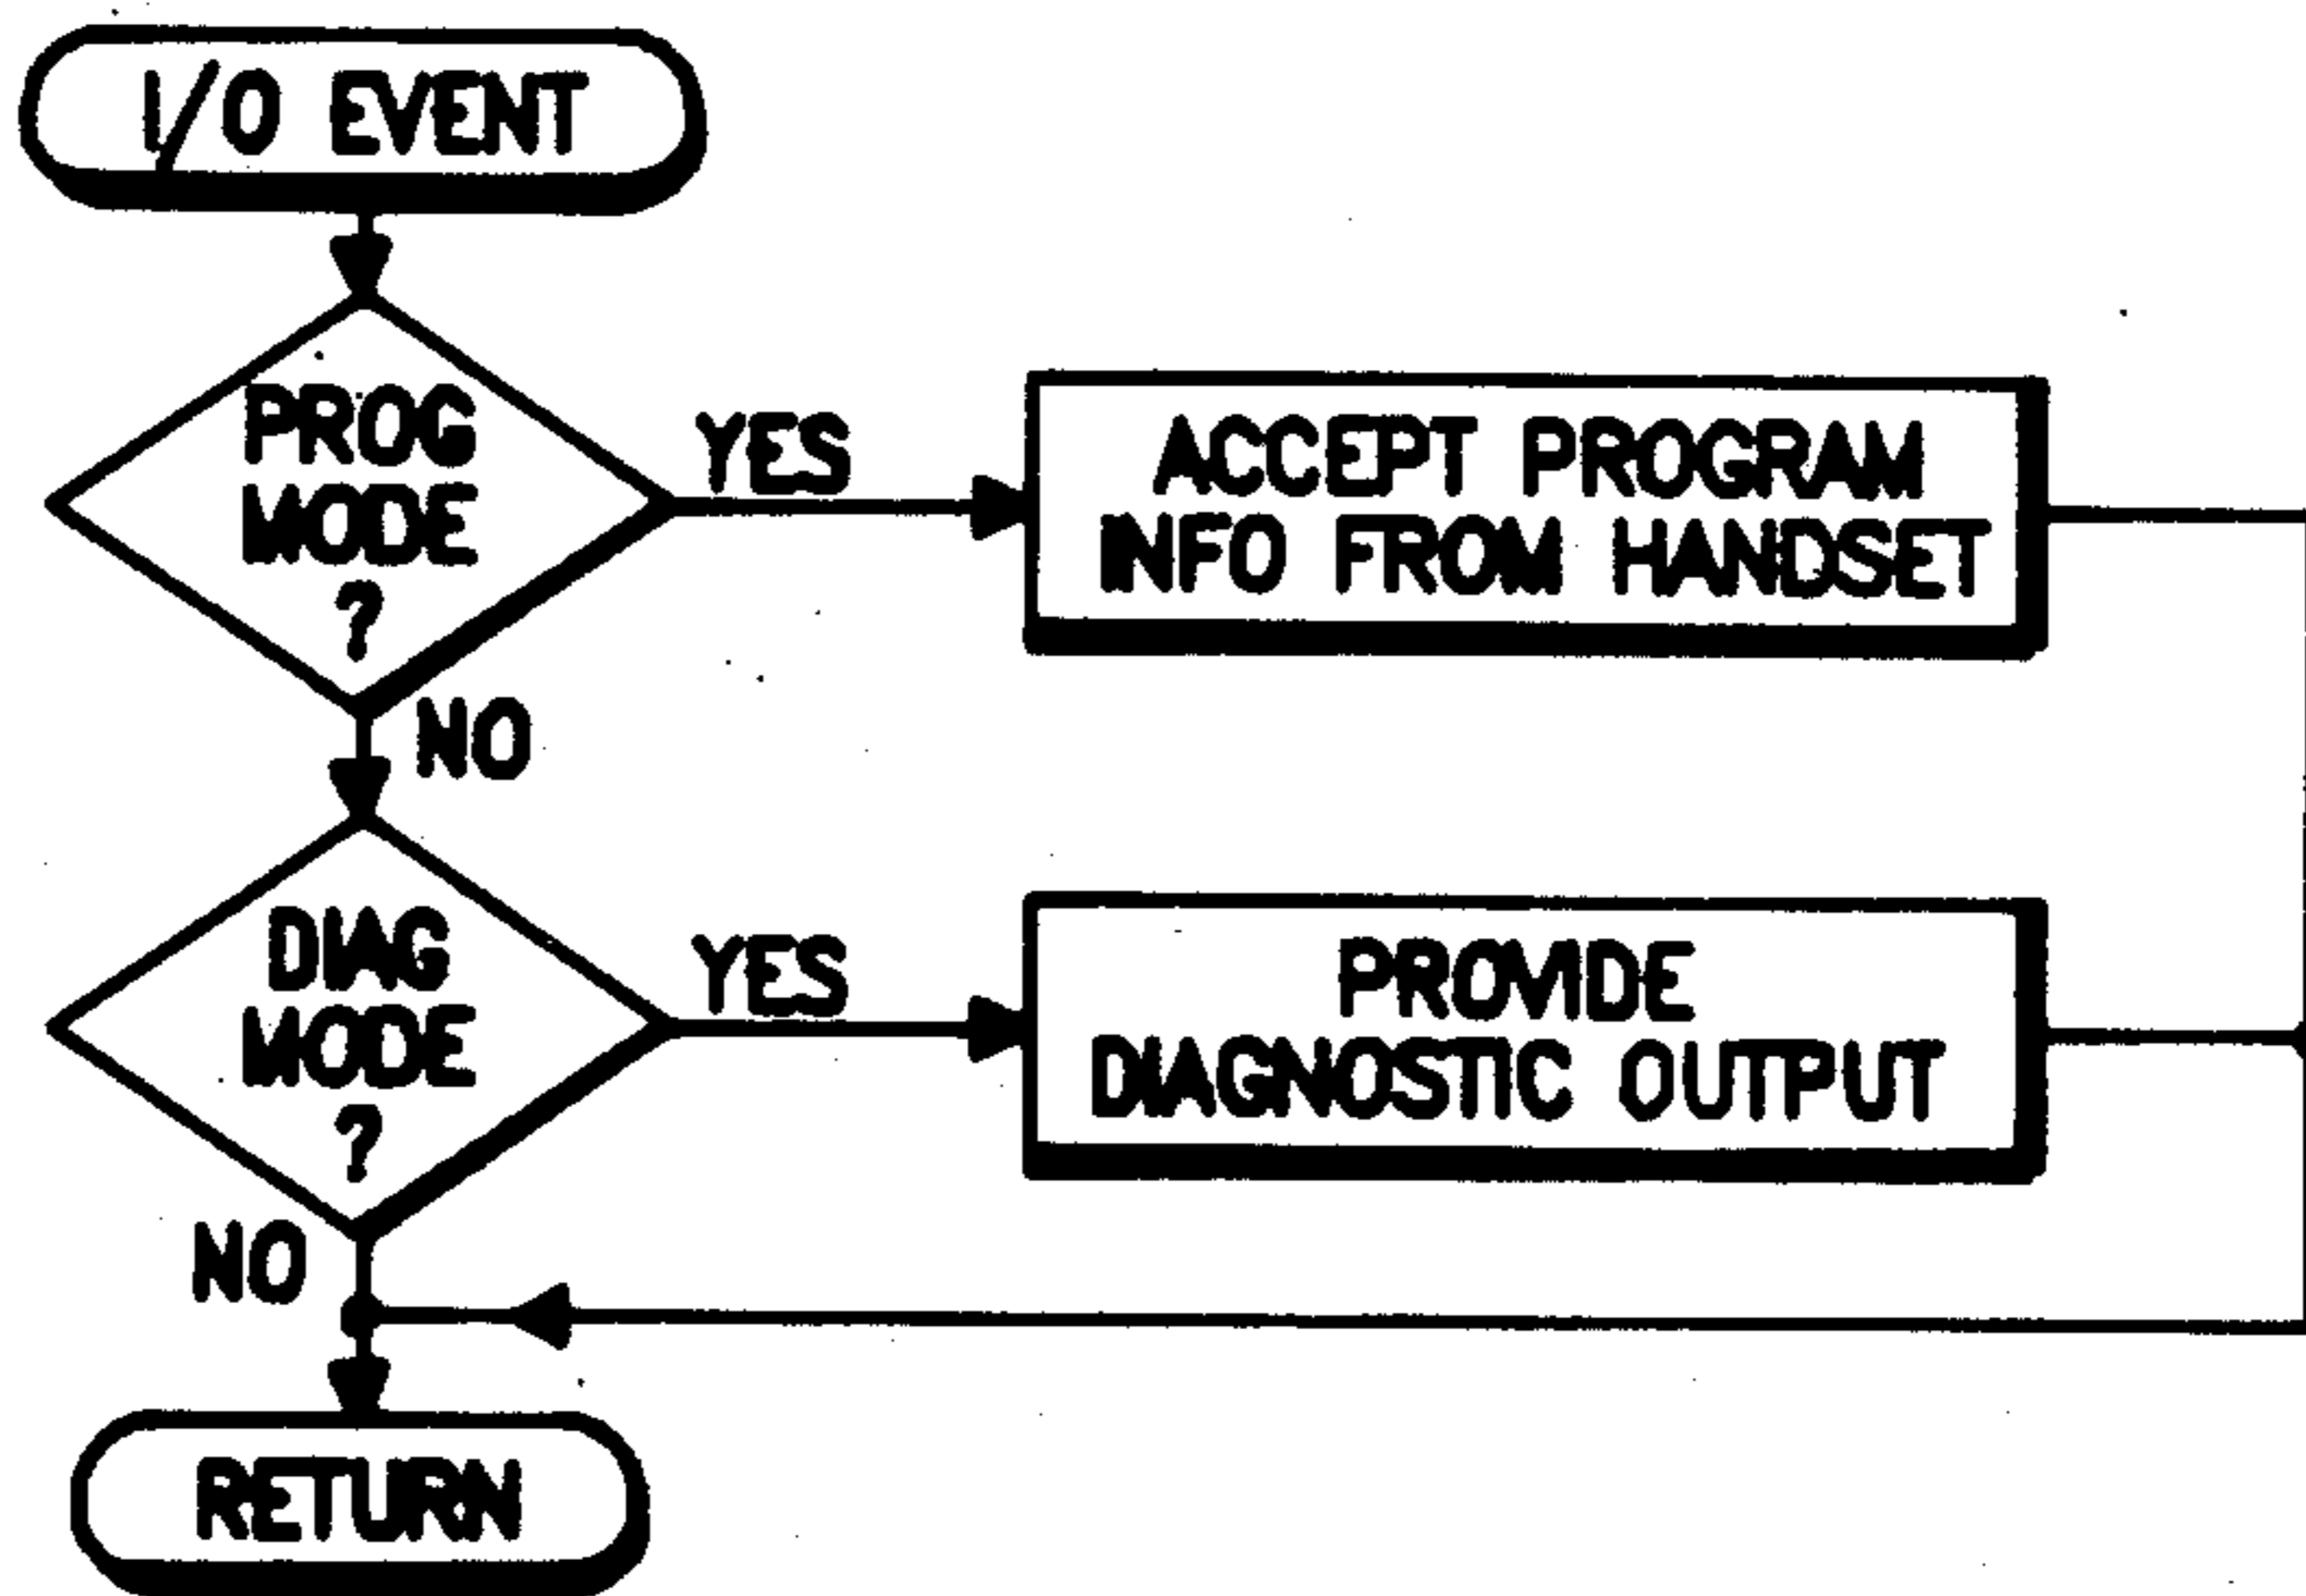 I/O EVENT
PROG
MODE
?
YES
ACCEPT PROGRAM
INFO FROM HANDSET
NO
DIAG
MODE
?
YES
PROVIDE
DIAGNOSTIC OUTPUT
NO
RETURN